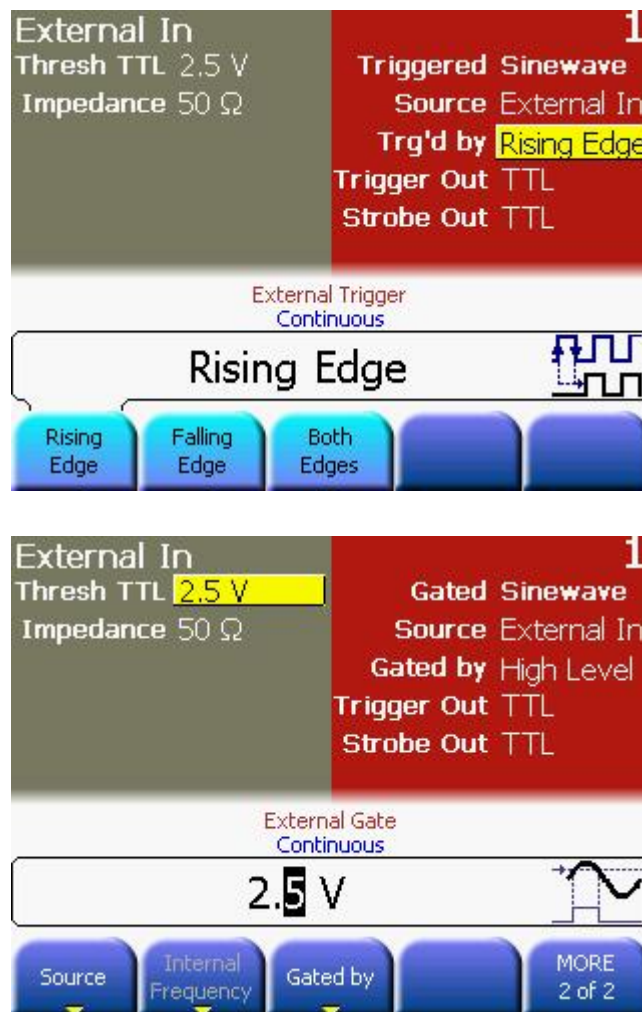 External In
1
Thresh TTL 2.5 V
Triggered Sinewave
Impedance 50 Ω
Source External In
Trg'd by Rising Edge
Trigger Out TTL
Strobe Out TTL
External Trigger
Continuous
Rising Edge
Rising Edge
Falling Edge
Both Edges
External In
1
Thresh TTL 2.5 V
Gated Sinewave
Impedance 50 Ω
Source External In
Gated by High Level
Trigger Out TTL
Strobe Out TTL
External Gate
Continuous
2.5 V
Source
Internal Frequency
Gated by
MORE 2 of 2